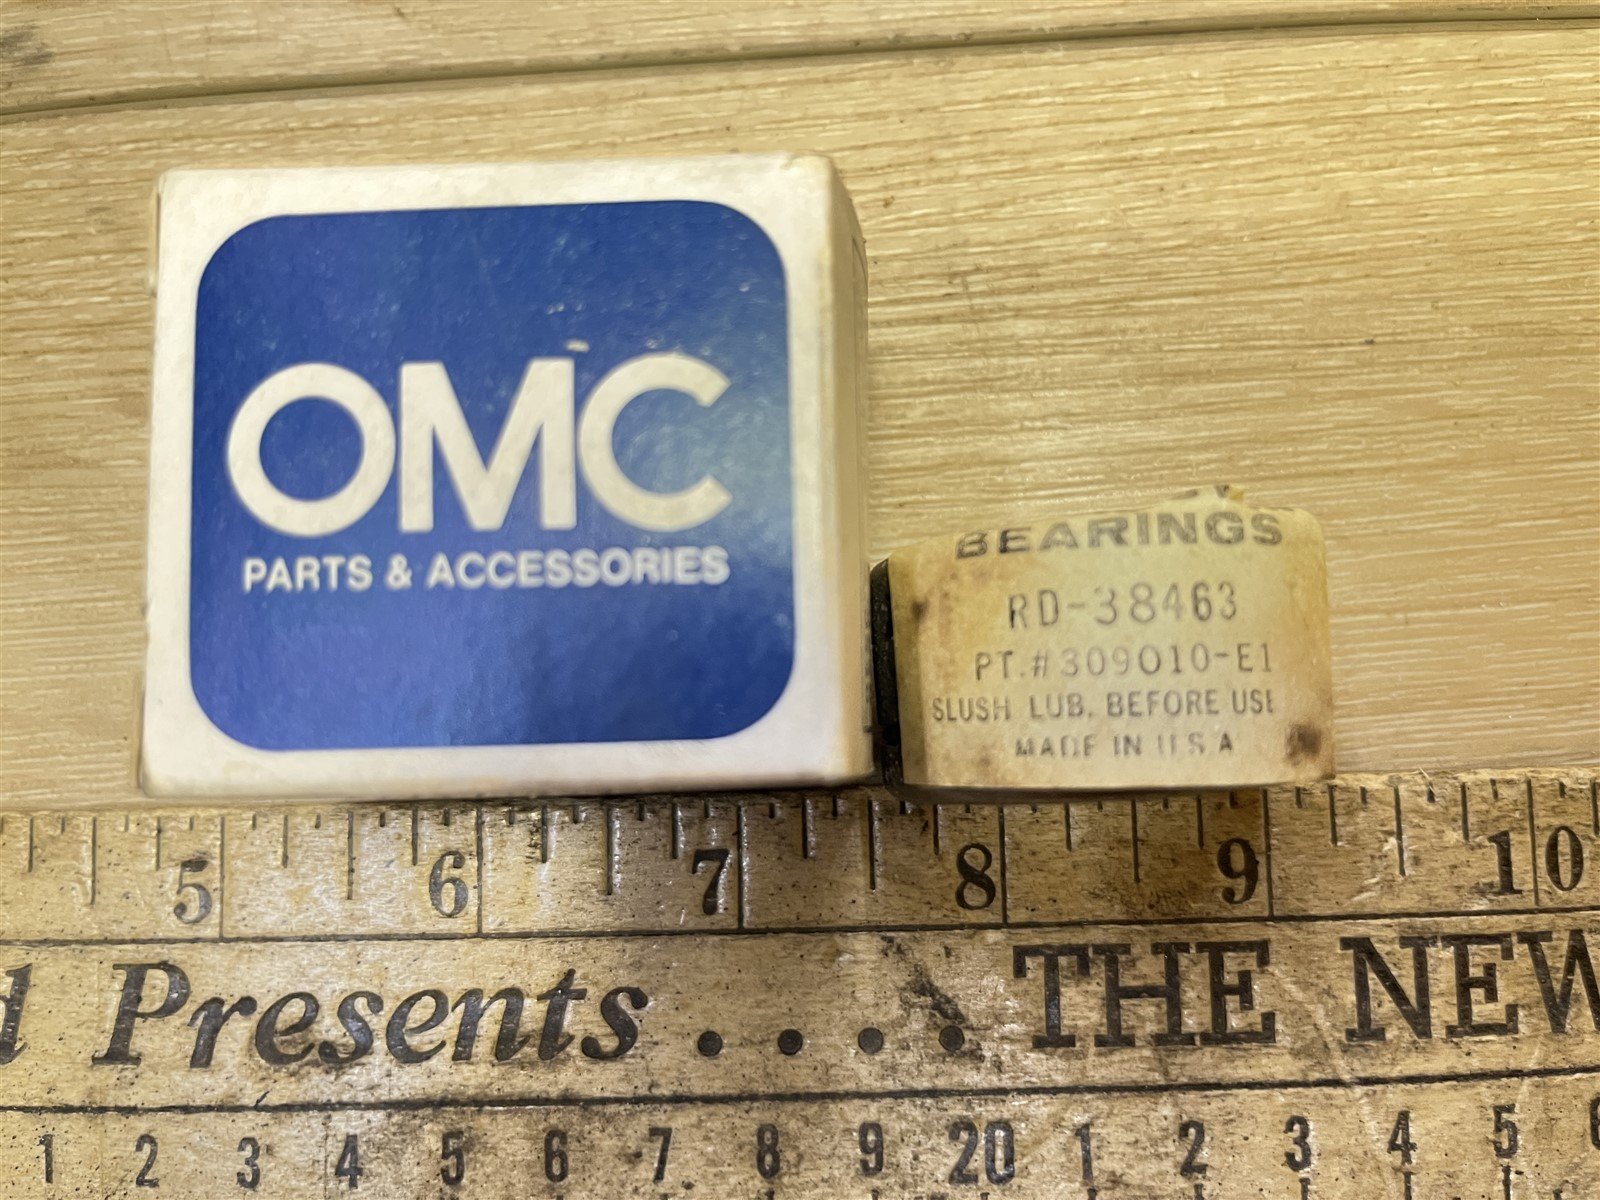 OMC
PARTS & ACCESSORIES
BEARINGS
RD-38463
PT.#309010-E1
SLUSH LUB. BEFORE USE
MADE IN U.S.A
5 6 7 8 9 10
Presents.... THE NEW
1 2 3 4 5 6 7 8 9 20 1 2 3 4 5 6